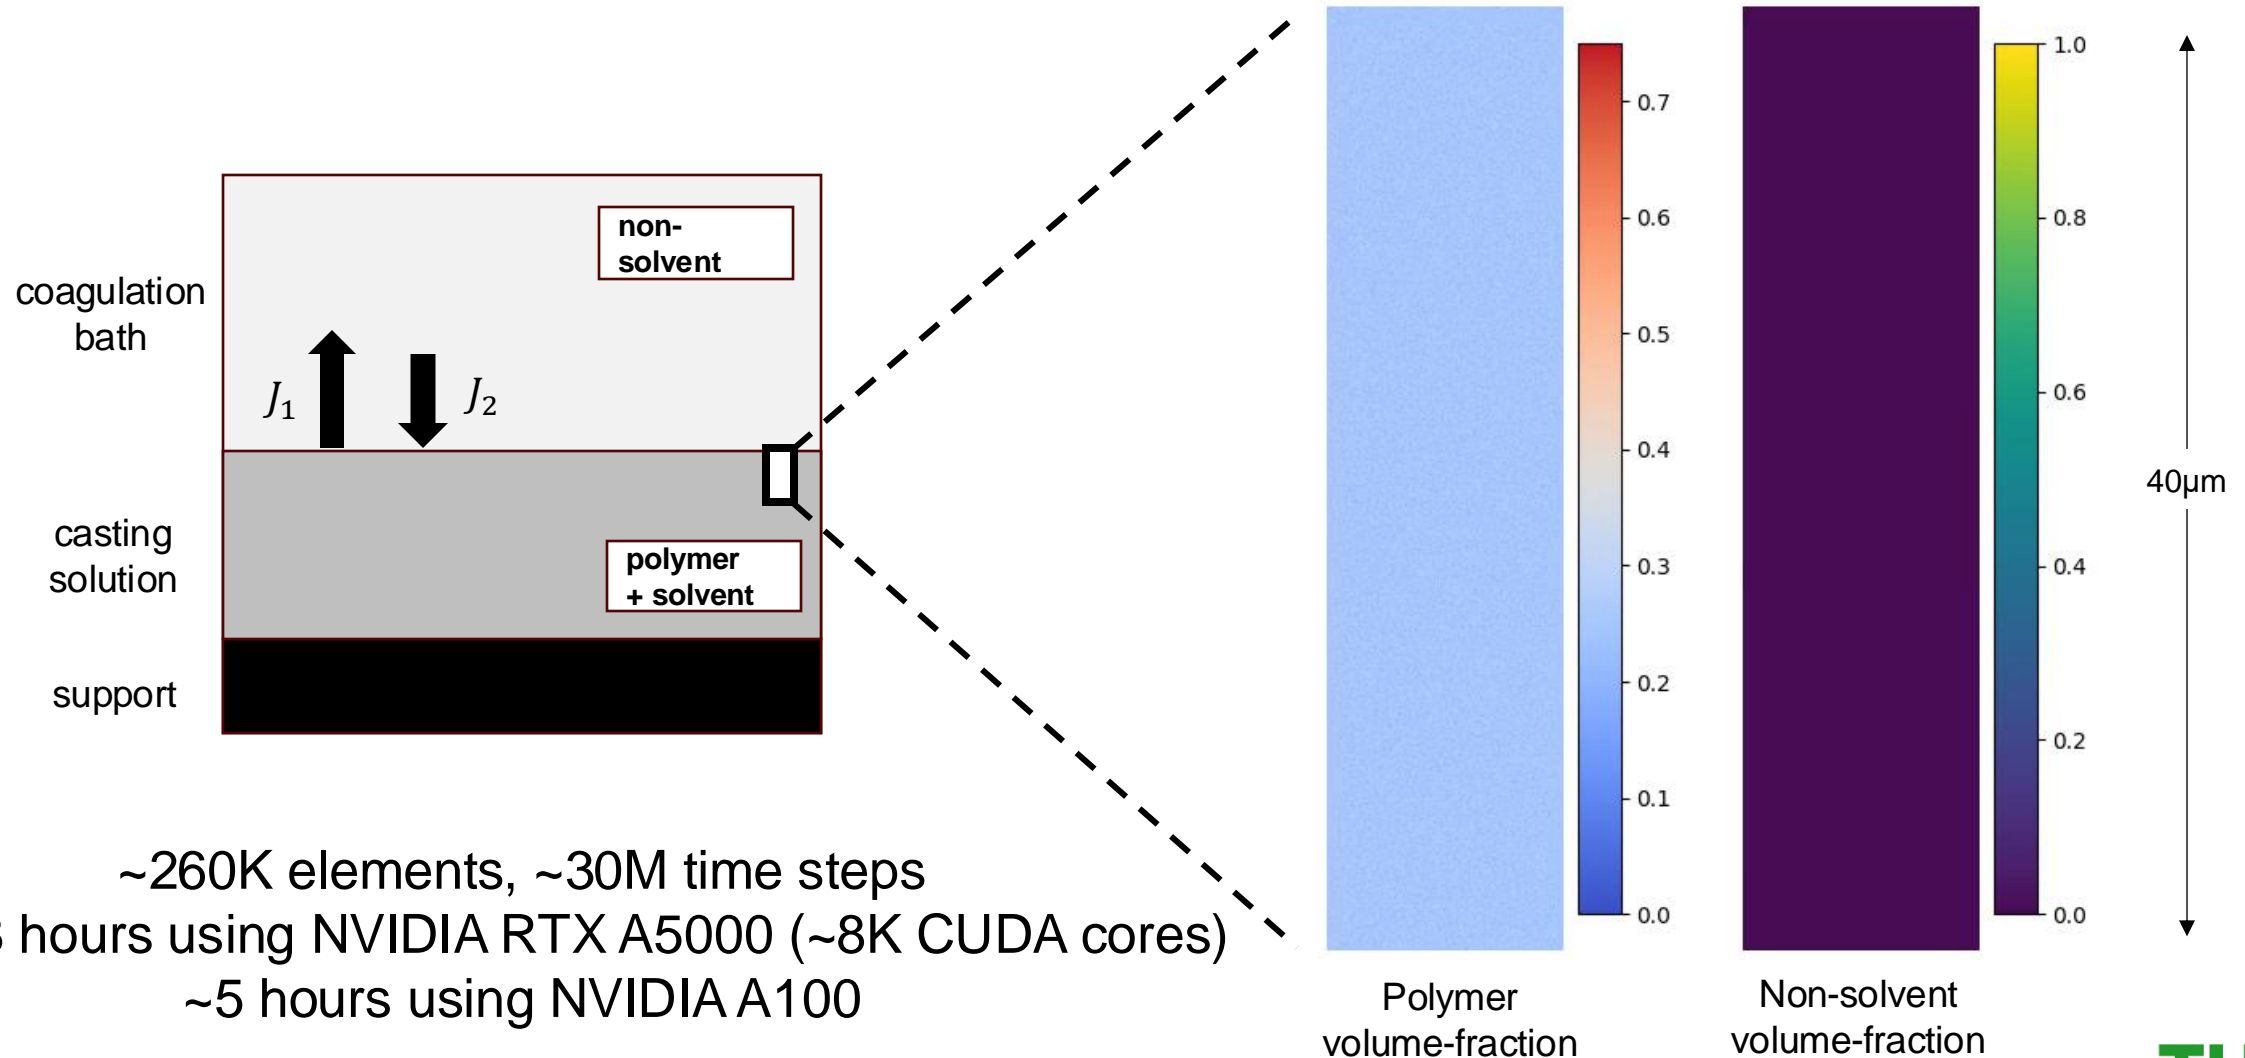 non-
solvent
coagulation
bath
J₁
J₂
casting
solution
polymer
+ solvent
support
~260K elements, ~30M time steps
hours using NVIDIA RTX A5000 (~8K CUDA cores)
~5 hours using NVIDIA A100
0.7
0.6
0.5
0.4
0.3
0.2
0.1
0.0
Polymer
volume-fraction
1.0
0.8
0.6
0.4
0.2
0.0
Non-solvent
volume-fraction
40μm